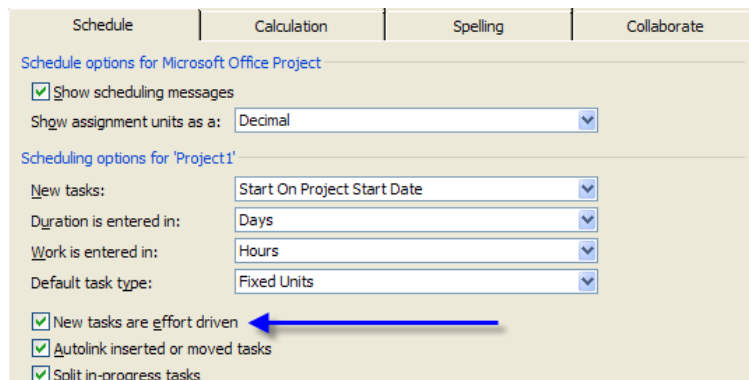 Schedule Calculation Spelling Collaborate
Schedule options for Microsoft Office Project
Show scheduling messages
Show assignment units as a: Decimal
Scheduling options for 'Project1'
New tasks: Start On Project Start Date
Duration is entered in: Days
Work is entered in: Hours
Default task type: Fixed Units
New tasks are effort driven
Autolink inserted or moved tasks
Split in-progress tasks